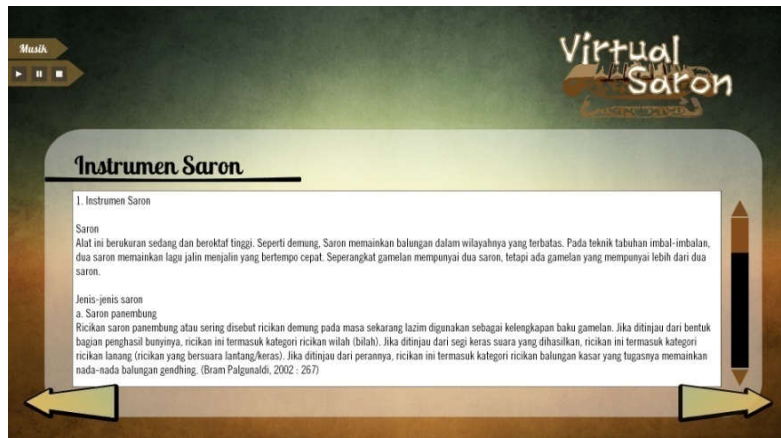 Musik
Virtual
Saron
Instrumen Saron
1. Instrumen Saron
Saron
Alat ini berukuran sedang dan beroktaf tinggi. Seperti demung, Saron memainkan balungan dalam wilayahnya yang terbatas. Pada teknik tabuhan imbal-imbalan,
dua saron memainkan lagu jalin menjalin yang bertempo cepat. Seperangkat gamelan mempunyai dua saron, tetapi ada gamelan yang mempunyai lebih dari dua
saron.
Jenis-jenis saron
a. Saron panembung
Ricikan saron panembung atau sering disebut ricikan demung pada masa sekarang lazim digunakan sebagai kelengkapan baku gamelan. Jika ditinjau dari bentuk
bagian penghasil bunyinya, ricikan ini termasuk kategori ricikan wilah (bilah). Jika ditinjau dari segi keras suara yang dihasilkan, ricikan ini termasuk kategori
ricikan lanang (ricikan yang bersuara lantang/keras). Jika ditinjau dari perannya, ricikan ini termasuk kategori ricikan balungan kasar yang tugasnya memainkan
nada-nada balungan gendhing. (Bram Palgunaldi, 2002 : 267)